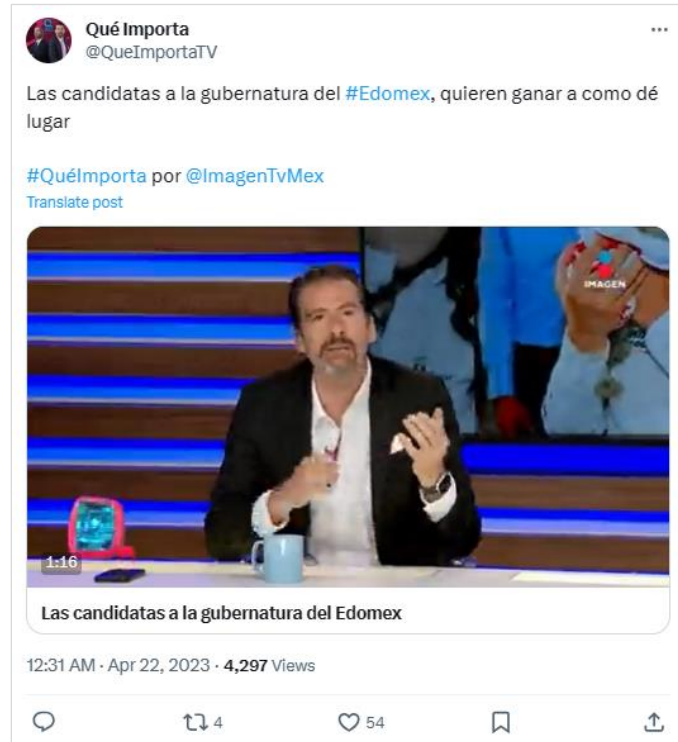 Qué Importa
@QueImportaTV
Las candidatas a la gubernatura del #Edomex, quieren ganar a como dé
lugar
#QuéImporta por @ImagenTvMex
Translate post
IMAGEN
1:16
Las candidatas a la gubernatura del Edomex
12:31 AM · Apr 22, 2023 · 4,297 Views
4
54